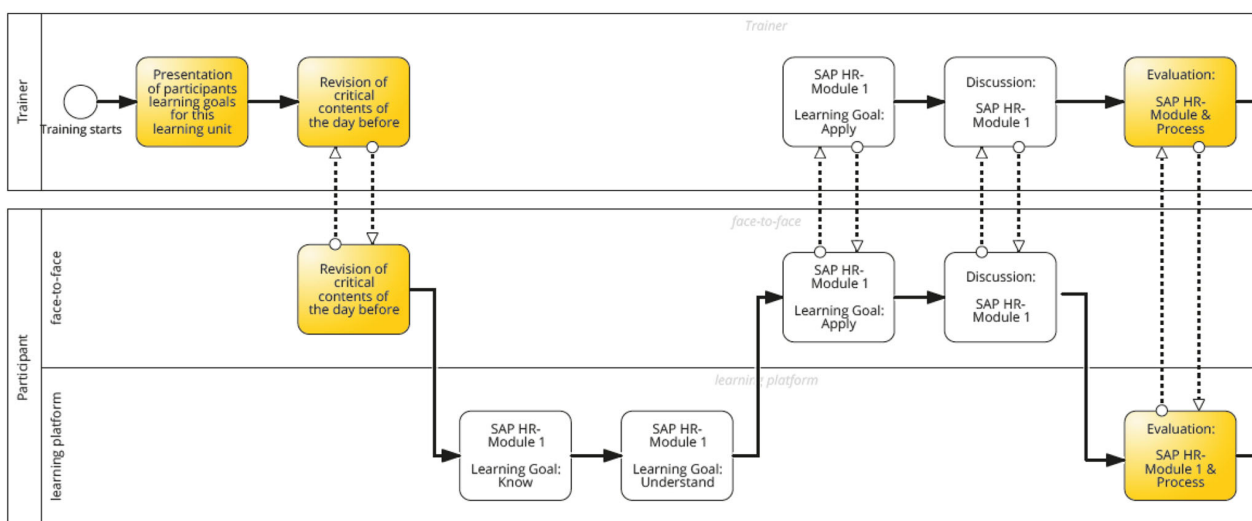 Trainer
Trainer
Training starts
Presentation
of participants
learning goals
for this
learning unit
Revision of
critical
contents of
the day before
SAP HR-
Module 1
Learning Goal:
Apply
Discussion:
SAP HR-
Module 1
Evaluation:
SAP HR-
Module &
Process
Participant
face-to-face
face-to-face
Revision of
critical
contents of
the day before
SAP HR-
Module 1
Learning Goal:
Apply
Discussion:
SAP HR-
Module 1
learning platform
learning platform
SAP HR-
Module 1
Learning Goal:
Know
SAP HR-
Module 1
Learning Goal:
Understand
Evaluation:
SAP HR-
Module 1 &
Process